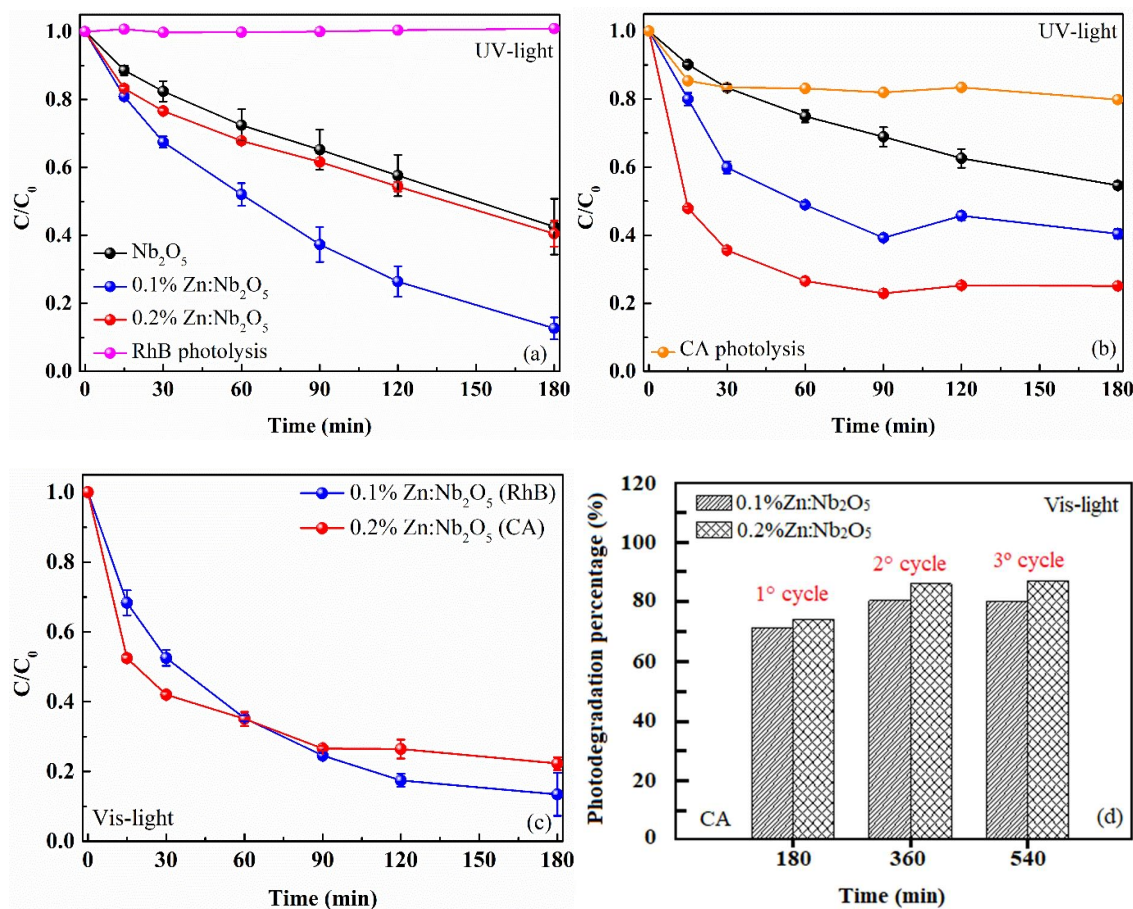 UV-light
1.0
0.8
0.6
0.4
0.2
0.0
C/C₀
Nb₂O₅
0.1% Zn:Nb₂O₅
0.2% Zn:Nb₂O₅
RhB photolysis
(a)
0 30 60 90 120 180
Time (min)
UV-light
1.0
0.8
0.6
0.4
0.2
0.0
C/C₀
CA photolysis
(b)
0 30 60 90 120 180
Time (min)
0.1% Zn:Nb₂O₅ (RhB)
0.2% Zn:Nb₂O₅ (CA)
1.0
0.8
0.6
0.4
0.2
0.0
C/C₀
Vis-light
(c)
0 30 60 90 120 180
Time (min)
120
100
80
60
40
20
0
Photodegradation percentage (%)
0.1%Zn:Nb₂O₅
0.2%Zn:Nb₂O₅
Vis-light
1° cycle
2° cycle
3º cycle
CA
(d)
180 360 540
Time (min)